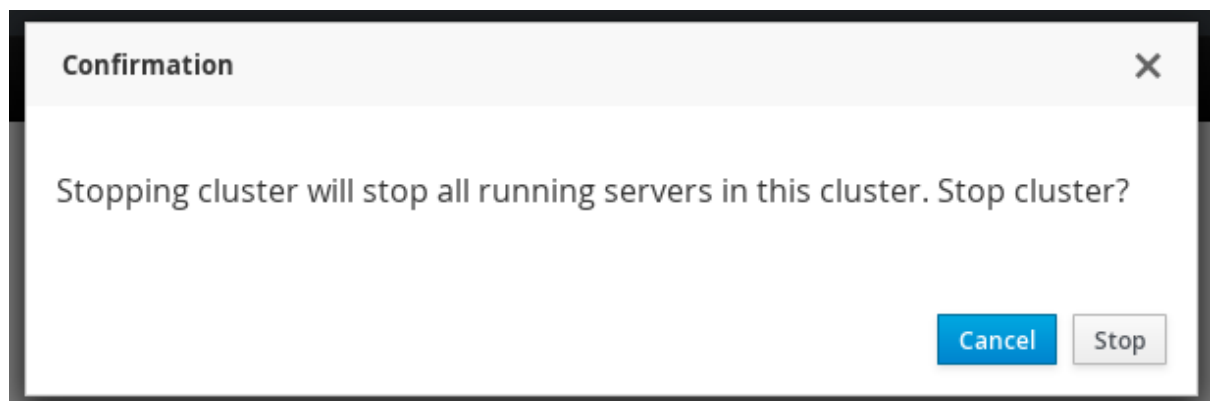 Confirmation
Stopping cluster will stop all running servers in this cluster. Stop cluster?
Cancel Stop